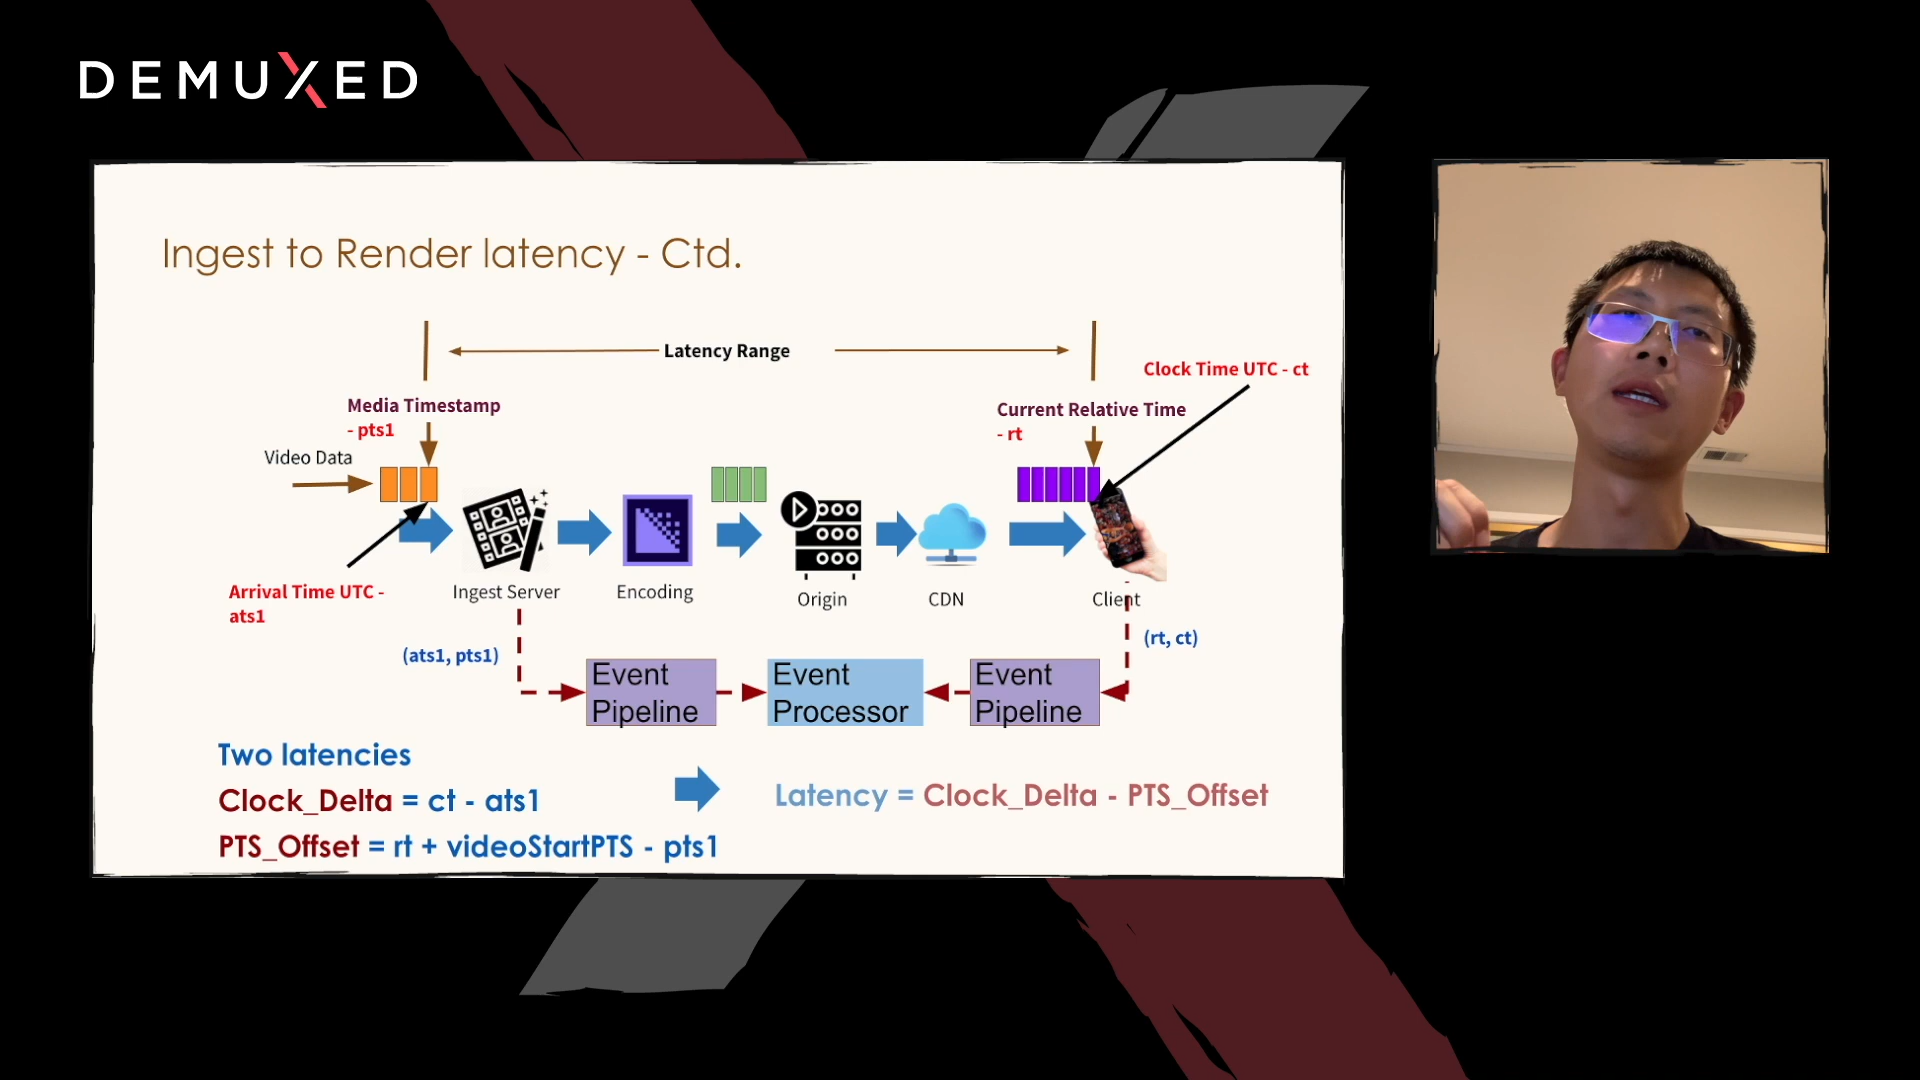 DEMUXED
Ingest to Render latency - Ctd.
Latency Range
Clock Time UTC - ct
Media Timestamp
- pts1
Current Relative Time
- rt
Video Data
Arrival Time UTC -
ats1
Ingest Server
Encoding
Origin
CDN
Client
(ats1, pts1)
(rt, ct)
Event
Pipeline
Event
Processor
Event
Pipeline
Two latencies
Clock_Delta = ct - ats1
PTS_Offset = rt + videoStartPTS - pts1
Latency = Clock_Delta - PTS_Offset